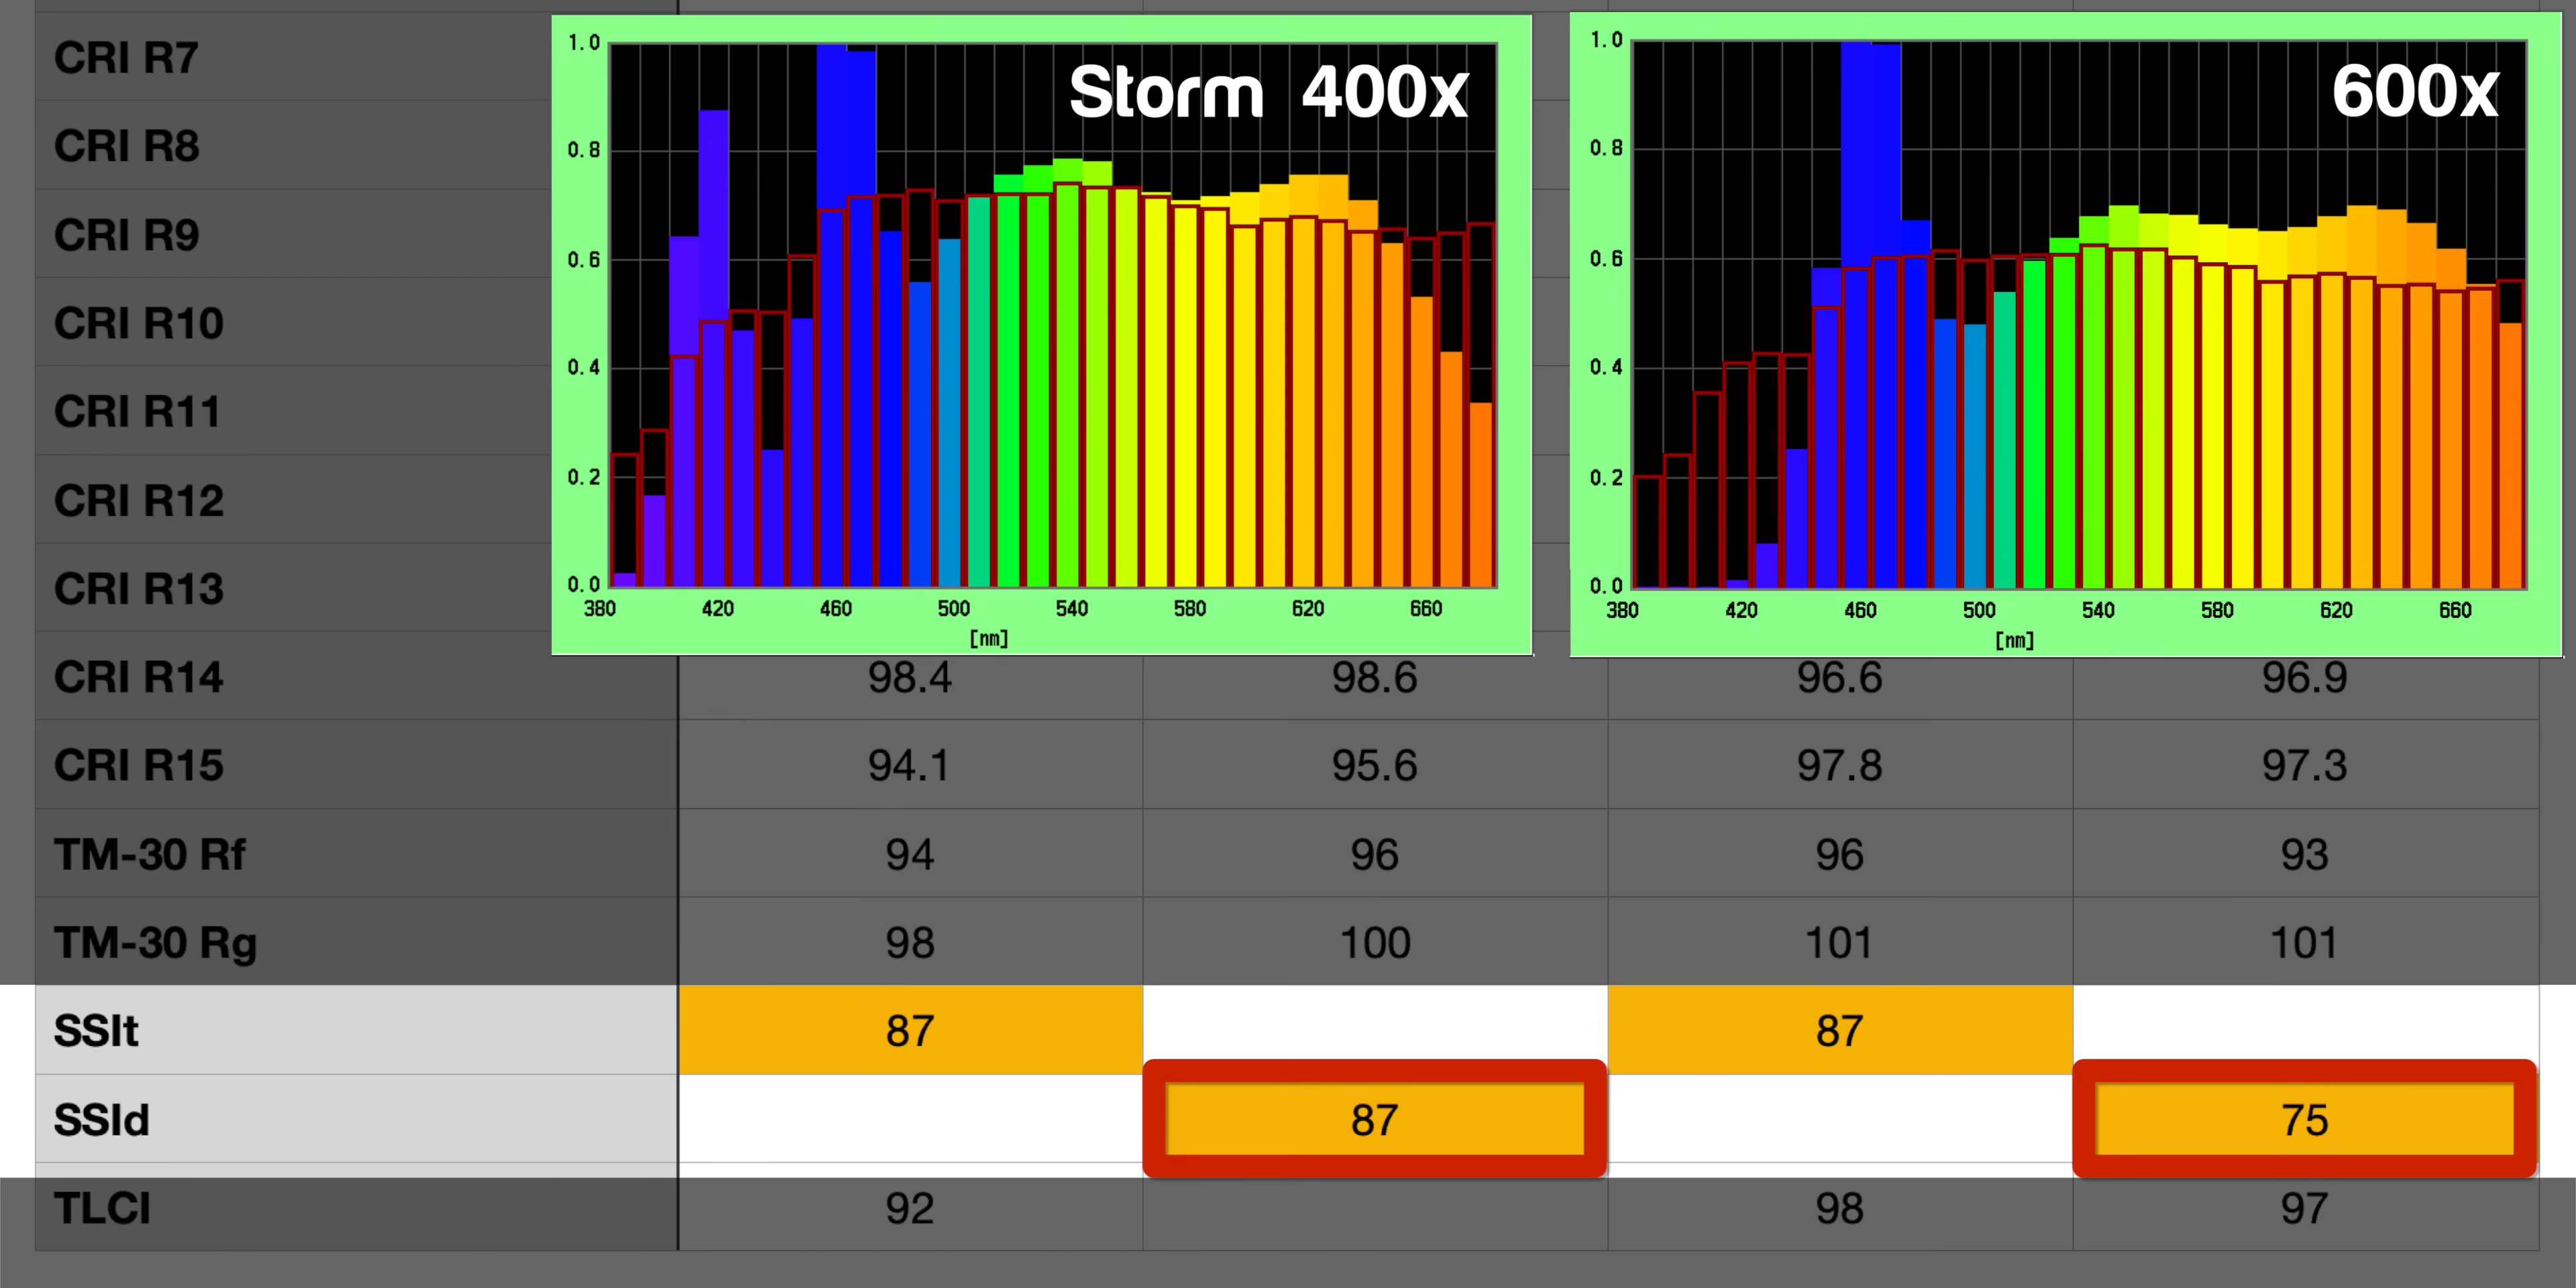 Storm 400x
1.0
0.8
0.6
0.4
0.2
0.0
380 420 460 500 540 580 620 660
[nm]
600x
1.0
0.8
0.6
0.4
0.2
0.0
380 420 460 500 540 580 620 660
[nm]
CRI R7
CRI R8
CRI R9
CRI R10
CRI R11
CRI R12
CRI R13
CRI R14 98.4 98.6 96.6 96.9
CRI R15 94.1 95.6 97.8 97.3
TM-30 Rf 94 96 96 93
TM-30 Rg 98 100 101 101
SSIt 87 87
SSId 87 75
TLCI 92 98 97